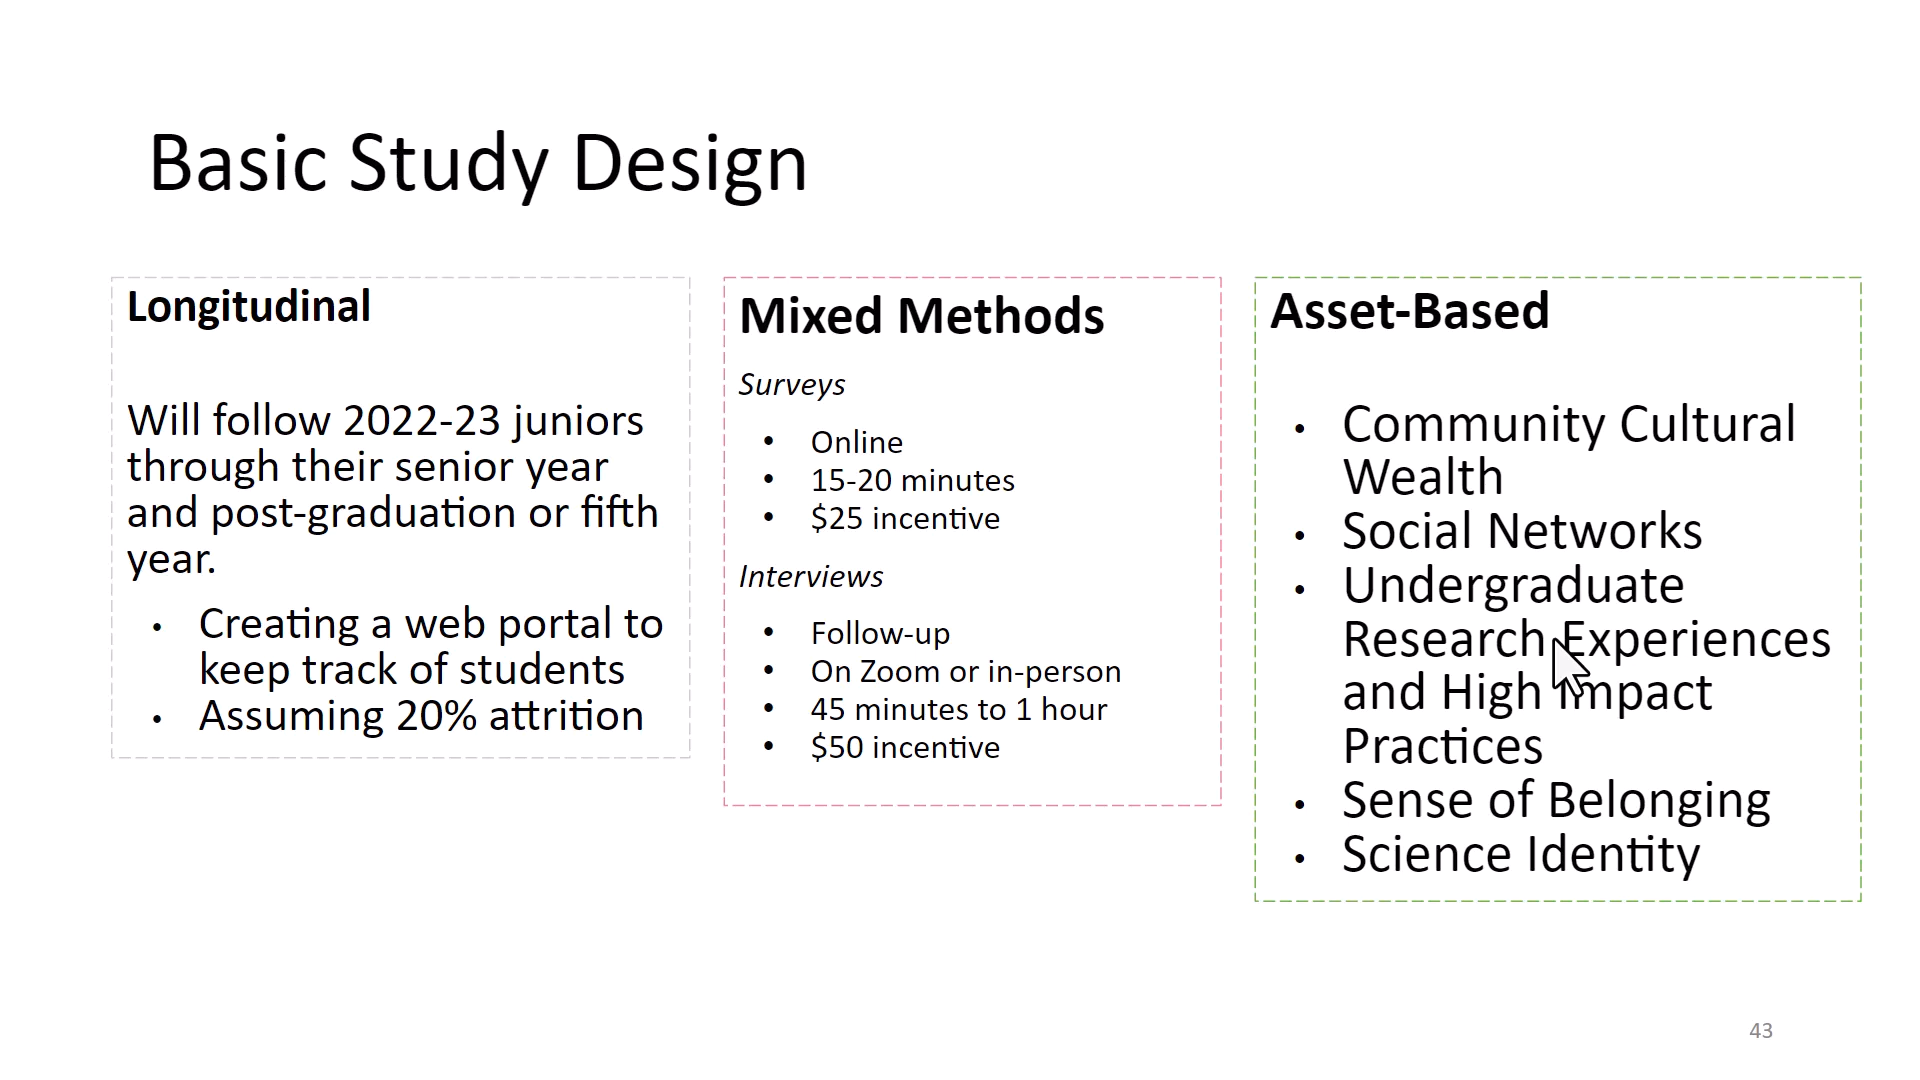 Basic Study Design
Longitudinal
Will follow 2022-23 juniors
through their senior year
and post-graduation or fifth
year.
• Creating a web portal to
keep track of students
• Assuming 20% attrition
Mixed Methods
Surveys
• Online
• 15-20 minutes
• $25 incentive
Interviews
• Follow-up
• On Zoom or in-person
• 45 minutes to 1 hour
• $50 incentive
Asset-Based
• Community Cultural
Wealth
• Social Networks
• Undergraduate
Research Experiences
and High Impact
Practices
• Sense of Belonging
• Science Identity
43